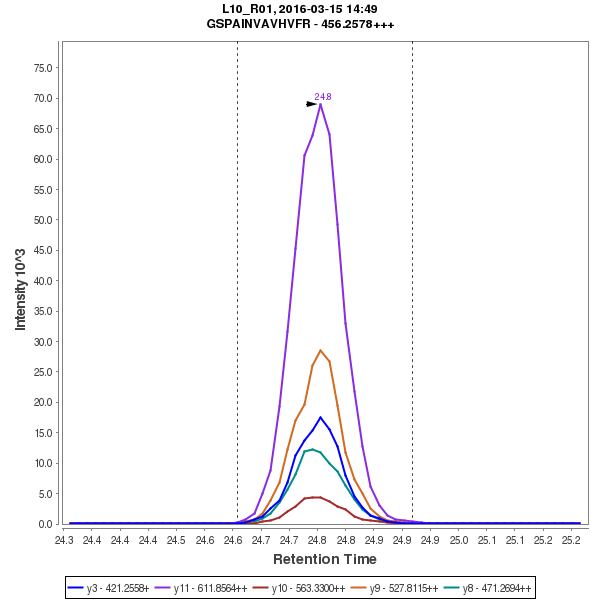 L10_R01, 2016-03-15 14:49
GSPAINVAVHVFR - 456.2578+++
24.8
Intensity 10^3
75.0
70.0
65.0
60.0
55.0
50.0
45.0
40.0
35.0
30.0
25.0
20.0
15.0
10.0
5.0
0.0
24.3 24.4 24.4 24.5 24.5 24.6 24.6 24.7 24.7 24.8 24.8 24.9 24.9 25.0 25.0 25.1 25.1 25.2 25.2
Retention Time
y3 - 421.2558+ y11 - 611.8564++ y10 - 563.3300++ y9 - 527.8115++ y8 - 471.2694++